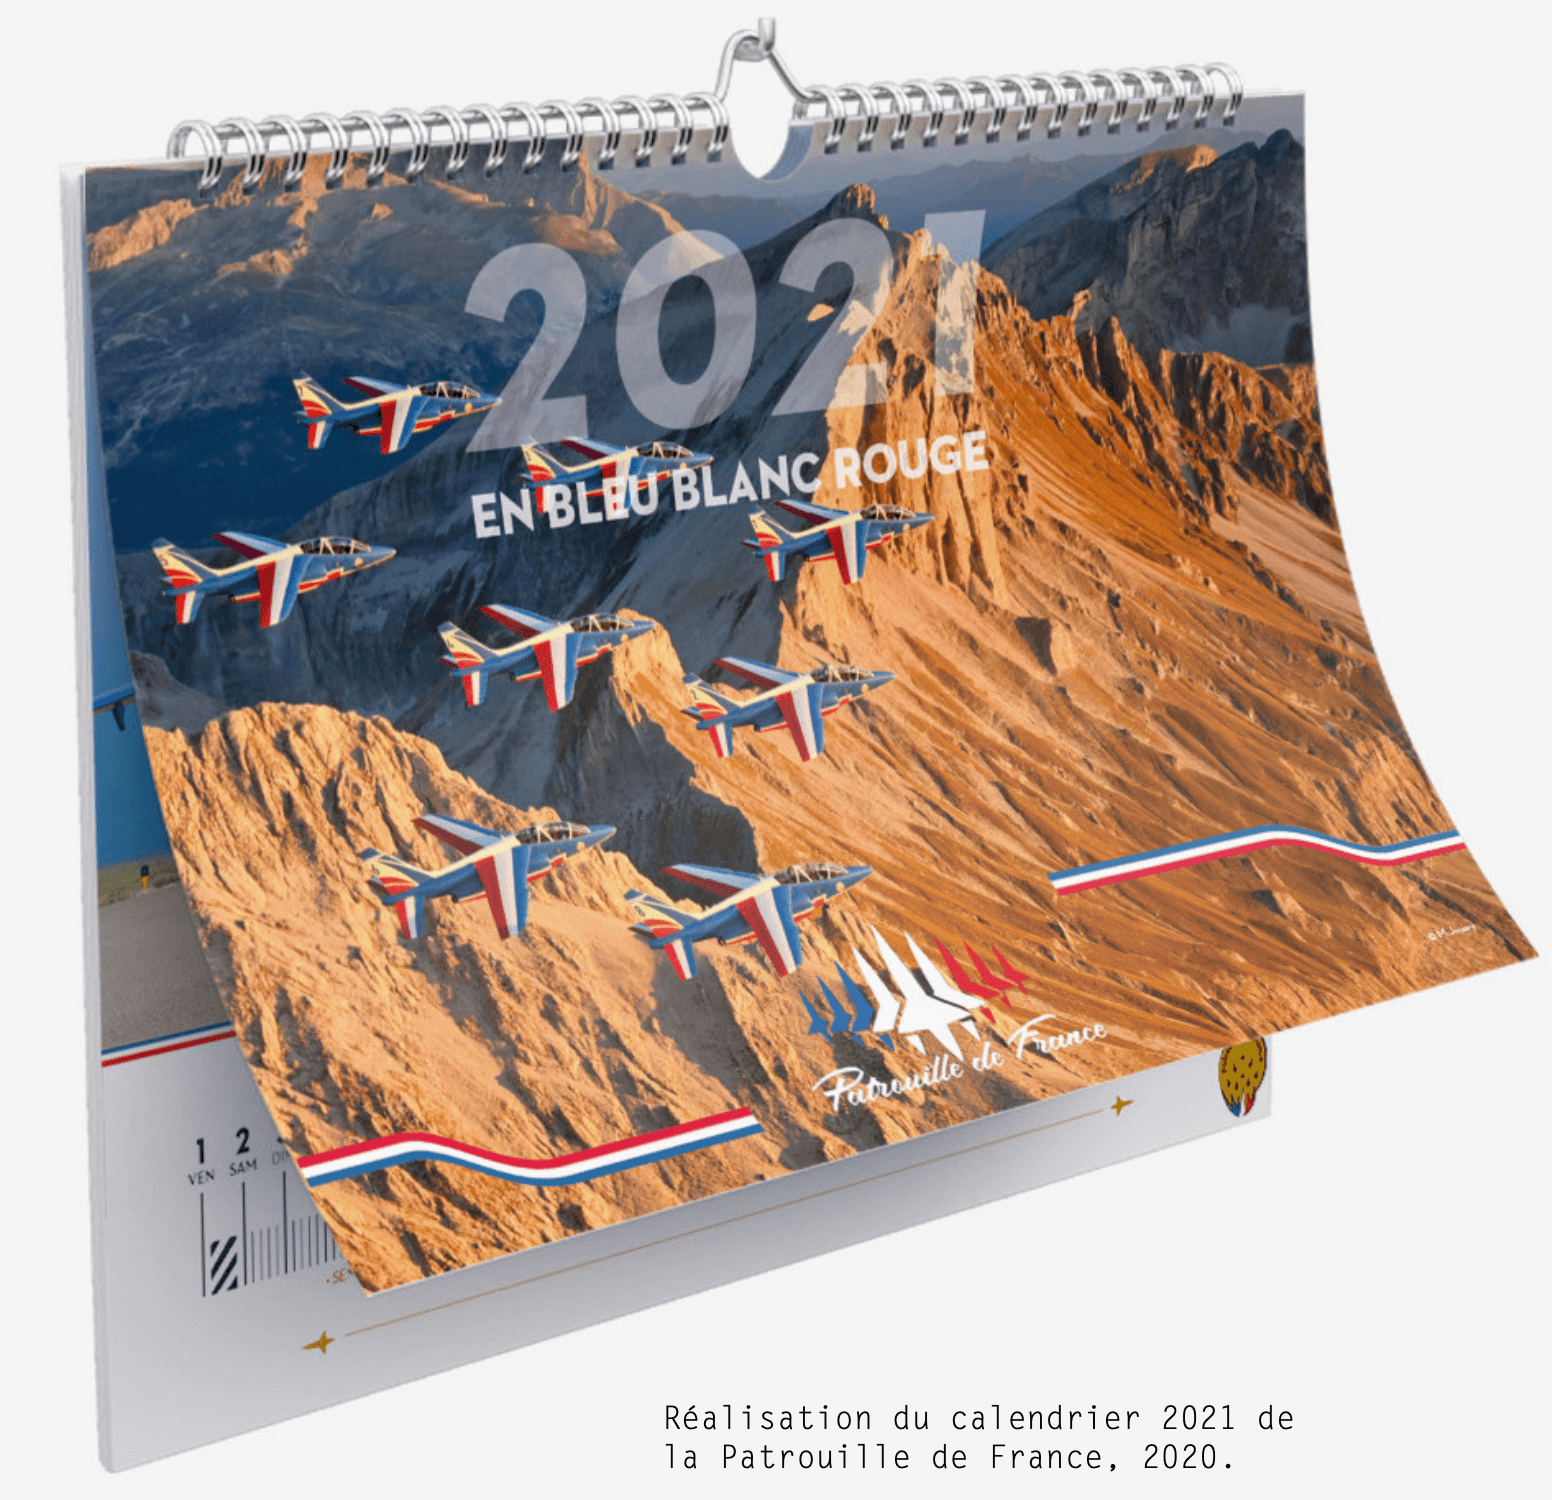 2021
EN BLEU BLANC ROUGE
Patrouille de France
1 2
VEN SAM
Réalisation du calendrier 2021 de
la Patrouille de France, 2020.